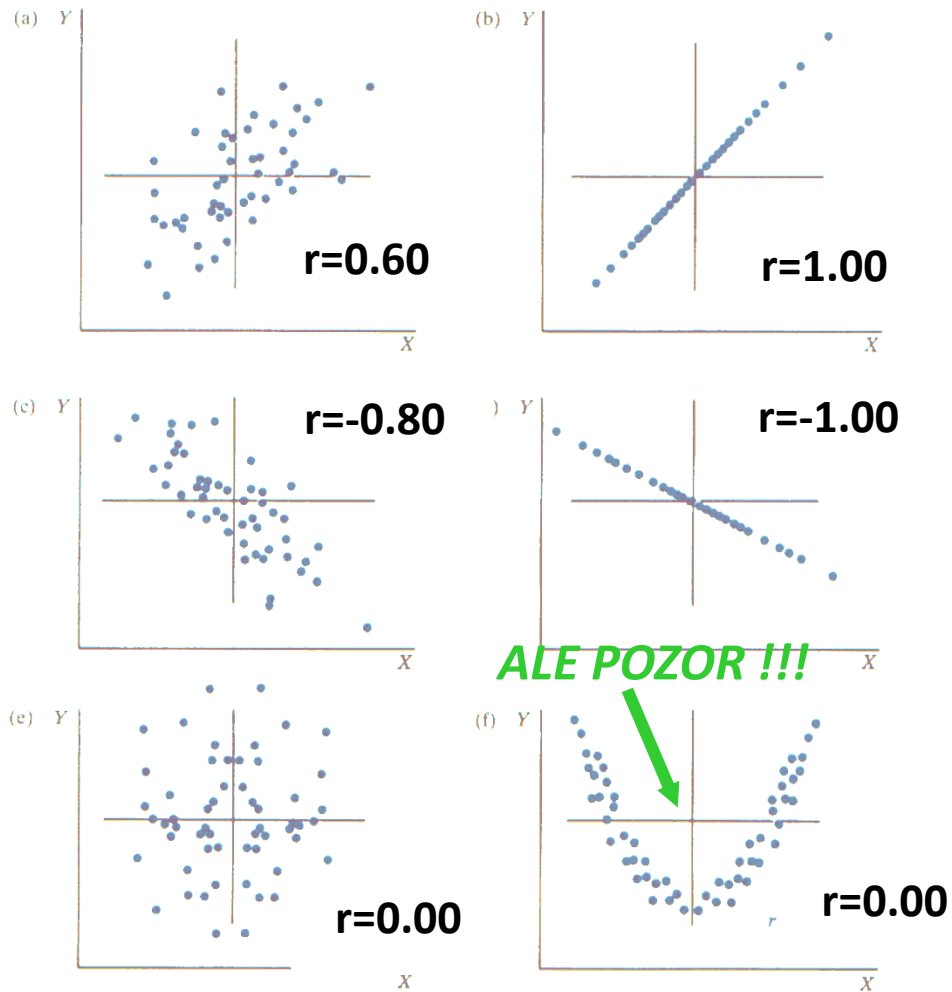 (a) Y
r=0.60
X
(b) Y
r=1.00
X
(c) Y
r=-0.80
X
) Y
r=-1.00
X
ALE POZOR !!!
(e) Y
r=0.00
X
(f) Y
r
r=0.00
X